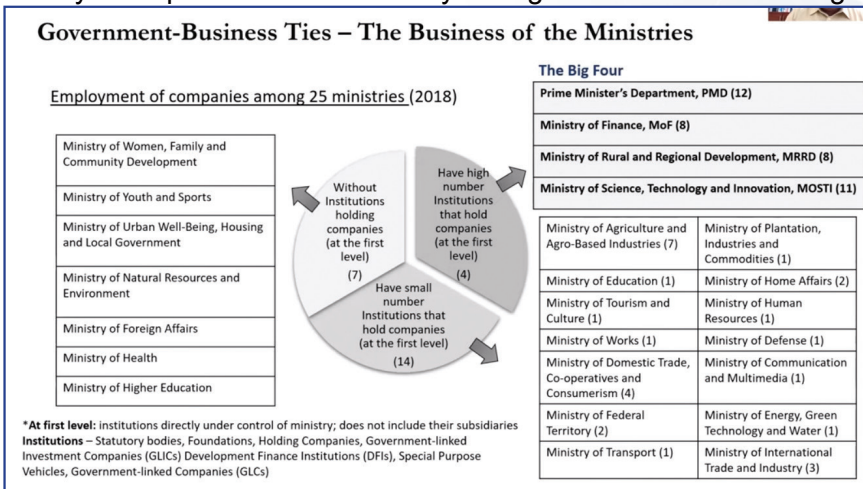 Government-Business Ties – The Business of the Ministries
Employment of companies among 25 ministries (2018)
Ministry of Women, Family and
Community Development
Ministry of Youth and Sports
Ministry of Urban Well-Being, Housing
and Local Government
Ministry of Natural Resources and
Environment
Ministry of Foreign Affairs
Ministry of Health
Ministry of Higher Education
Without
Institutions
holding
companies
(at the first
level)
(7)
Have high
number
Institutions
that hold
companies
(at the first
level)
(4)
Have small
number
Institutions that
hold companies
(at the first level)
(14)
The Big Four
Prime Minister's Department, PMD (12)
Ministry of Finance, MoF (8)
Ministry of Rural and Regional Development, MRRD (8)
Ministry of Science, Technology and Innovation, MOSTI (11)
Ministry of Agriculture and
Agro-Based Industries (7)
Ministry of Plantation,
Industries and
Commodities (1)
Ministry of Education (1)
Ministry of Home Affairs (2)
Ministry of Tourism and
Culture (1)
Ministry of Human
Resources (1)
Ministry of Works (1)
Ministry of Defense (1)
Ministry of Domestic Trade,
Co-operatives and
Consumerism (4)
Ministry of Communication
and Multimedia (1)
Ministry of Federal
Territory (2)
Ministry of Energy, Green
Technology and Water (1)
Ministry of Transport (1)
Ministry of International
Trade and Industry (3)
*At first level: institutions directly under control of ministry; does not include their subsidiaries
Institutions – Statutory bodies, Foundations, Holding Companies, Government-linked
Investment Companies (GLICs) Development Finance Institutions (DFIs), Special Purpose
Vehicles, Government-linked Companies (GLCs)